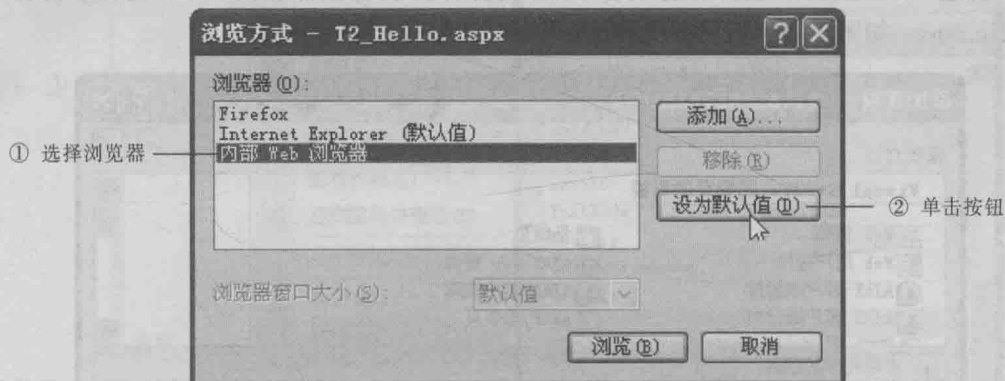 浏览方式 - T2_Hello.aspx
浏览器(O):
Firefox
Internet Explorer (默认值)
内部 Web 浏览器
添加(A)...
移除(R)
设为默认值(D)
① 选择浏览器
② 单击按钮
浏览器窗口大小(S):
默认值
浏览(B)
取消